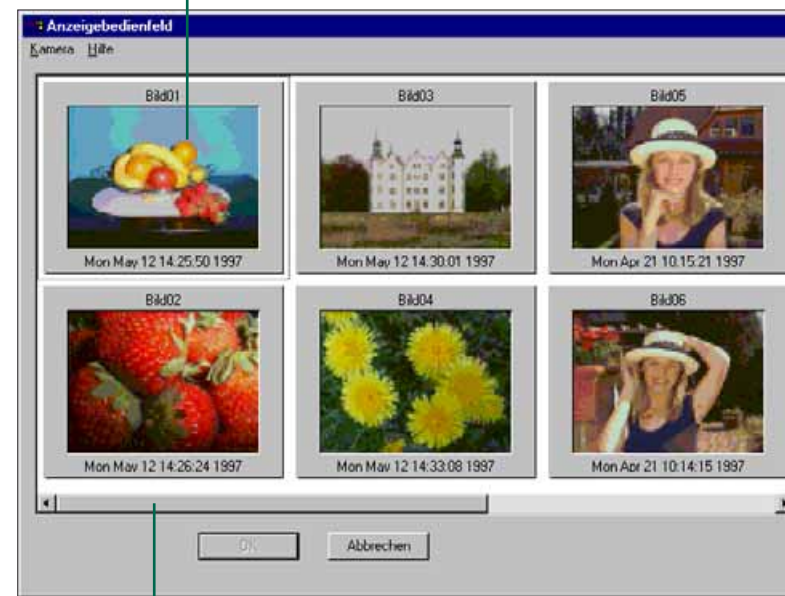 Anzeigebedienfeld
Kamera Hilfe
Bild01
Bild03
Bild05
Mon May 12 14:25:50 1997
Mon May 12 14:30:01 1997
Mon Apr 21 10:15:21 1997
Bild02
Bild04
Bild06
Mon May 12 14:26:24 1997
Mon May 12 14:33:08 1997
Mon Apr 21 10:14:15 1997
OK
Abbrechen